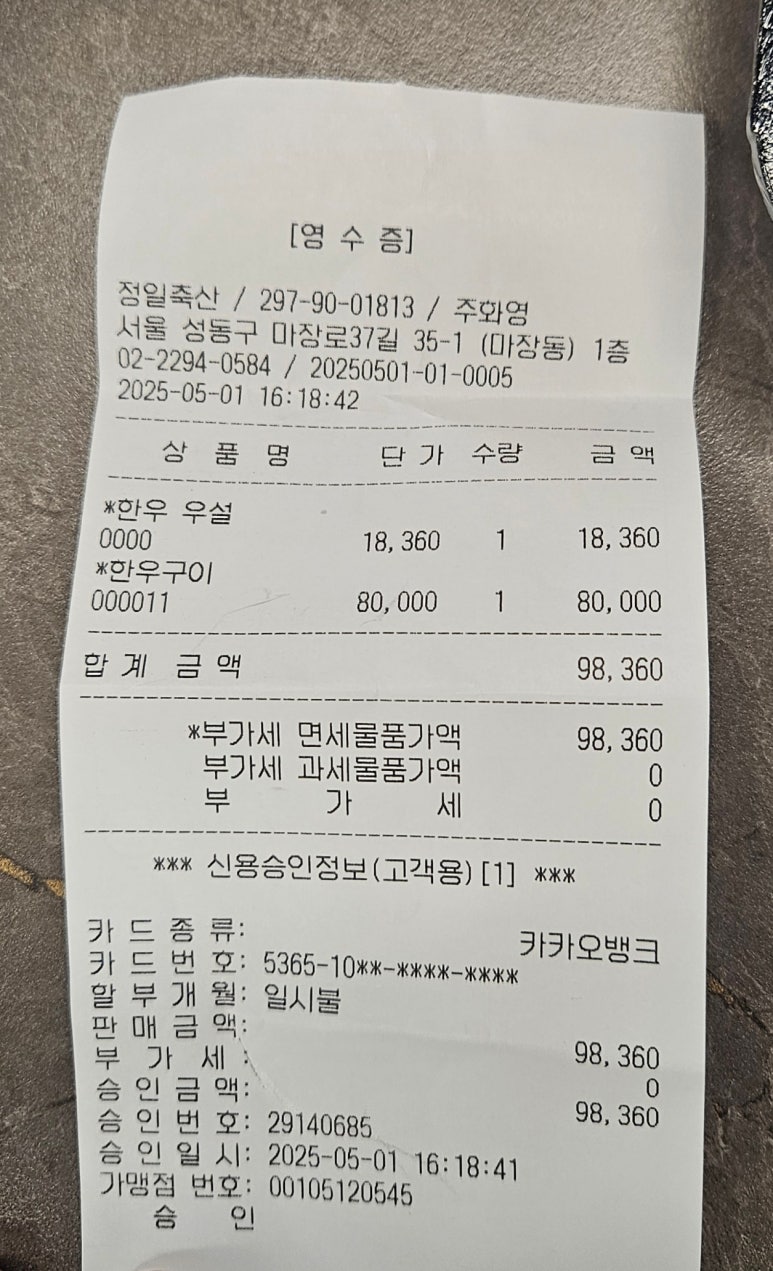 [영 수 증]
정일축산 / 297-90-01813 / 주화영
서울 성동구 마장로37길 35-1 (마장동) 1층
02-2294-0584 / 20250501-01-0005
2025-05-01 16:18:42
상 품 명 단 가 수량 금 액
*한우 우설
0000 18,360 1 18,360
*한우구이
000011 80,000 1 80,000
합 계 금 액 98,360
*부가세 면세물품가액 98,360
부가세 과세물품가액 0
부 가 세 0
*** 신용승인정보(고객용)[1] ***
카 드 종 류: 카카오뱅크
카 드 번 호: 5365-10**-****-****
할 부 개 월: 일시불
판 매 금 액: 98,360
부 가 세 : 0
승 인 금 액: 98,360
승 인 번 호: 29140685
승 인 일 시: 2025-05-01 16:18:41
가맹점 번호: 00105120545
승 인